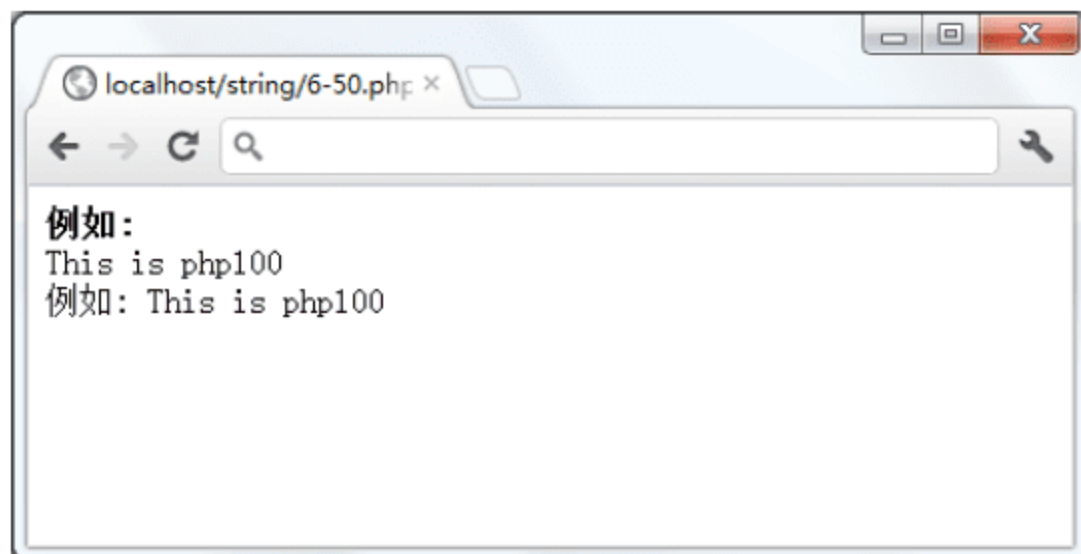 localhost/string/6-50.php
例如:
This is php100
例如: This is php100